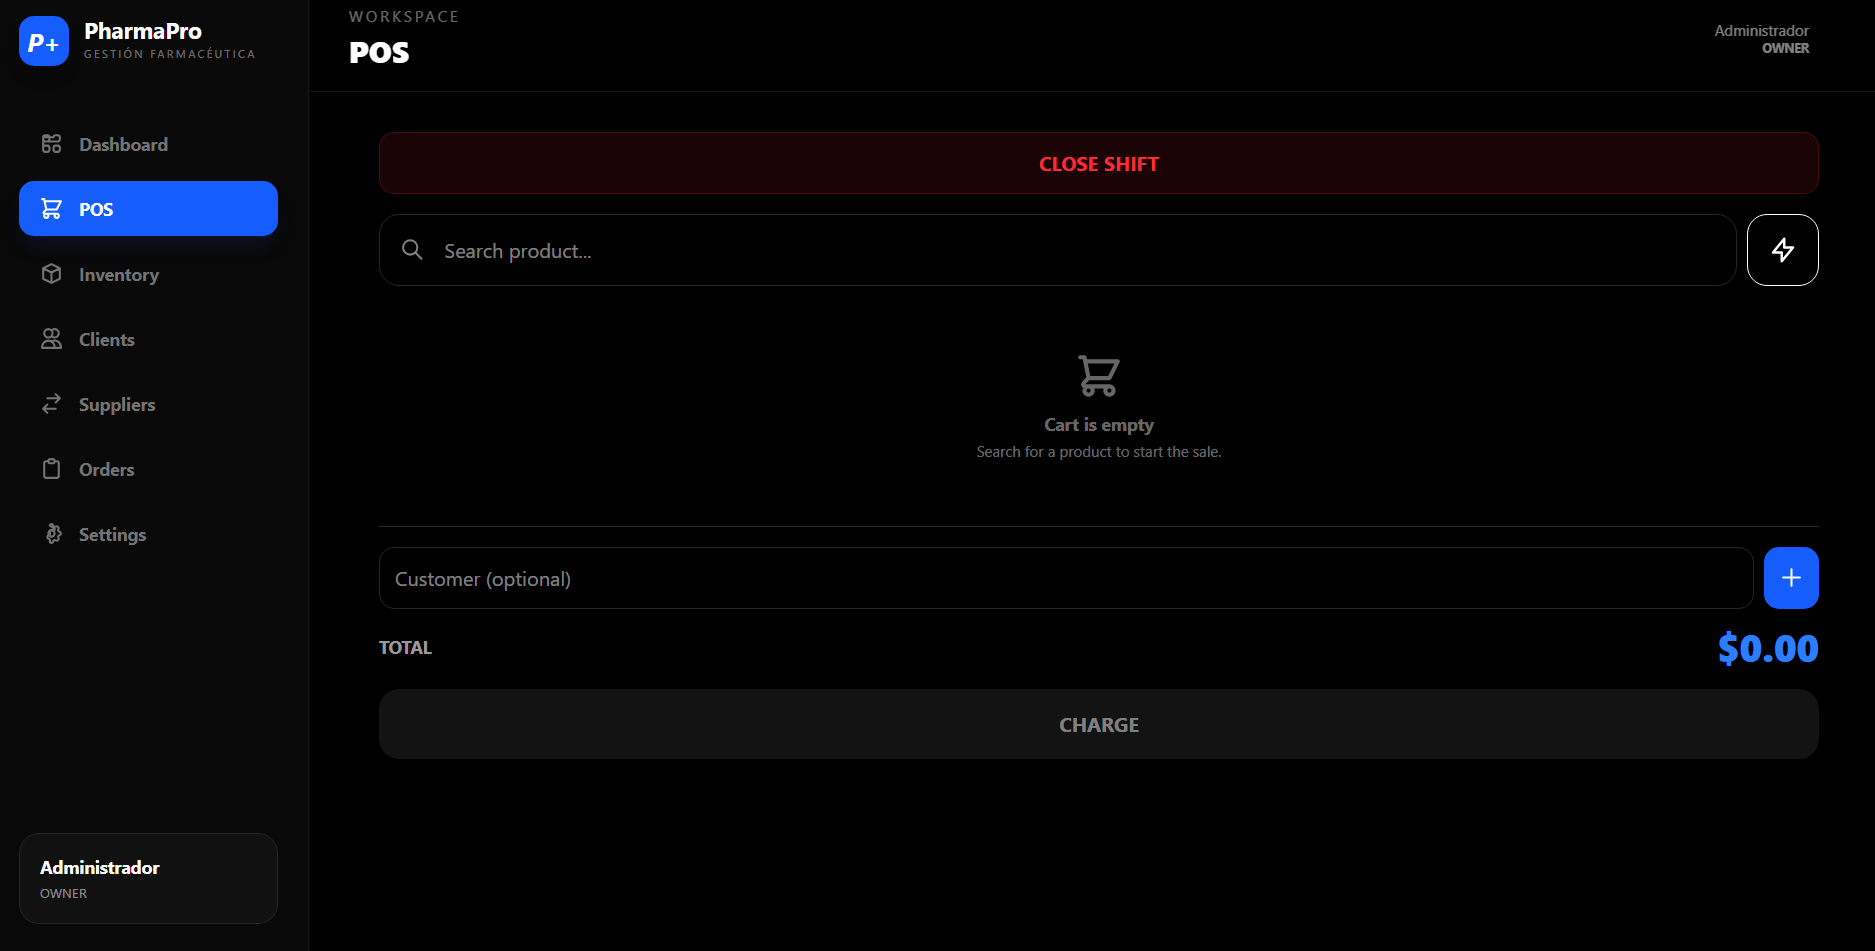 P+
PharmaPro
GESTIÓN FARMACÉUTICA
Dashboard
POS
Inventory
Clients
Suppliers
Orders
Settings
Administrador
OWNER
WORKSPACE
POS
Administrador
OWNER
CLOSE SHIFT
Search product...
Cart is empty
Search for a product to start the sale.
Customer (optional)
+
TOTAL
$0.00
CHARGE